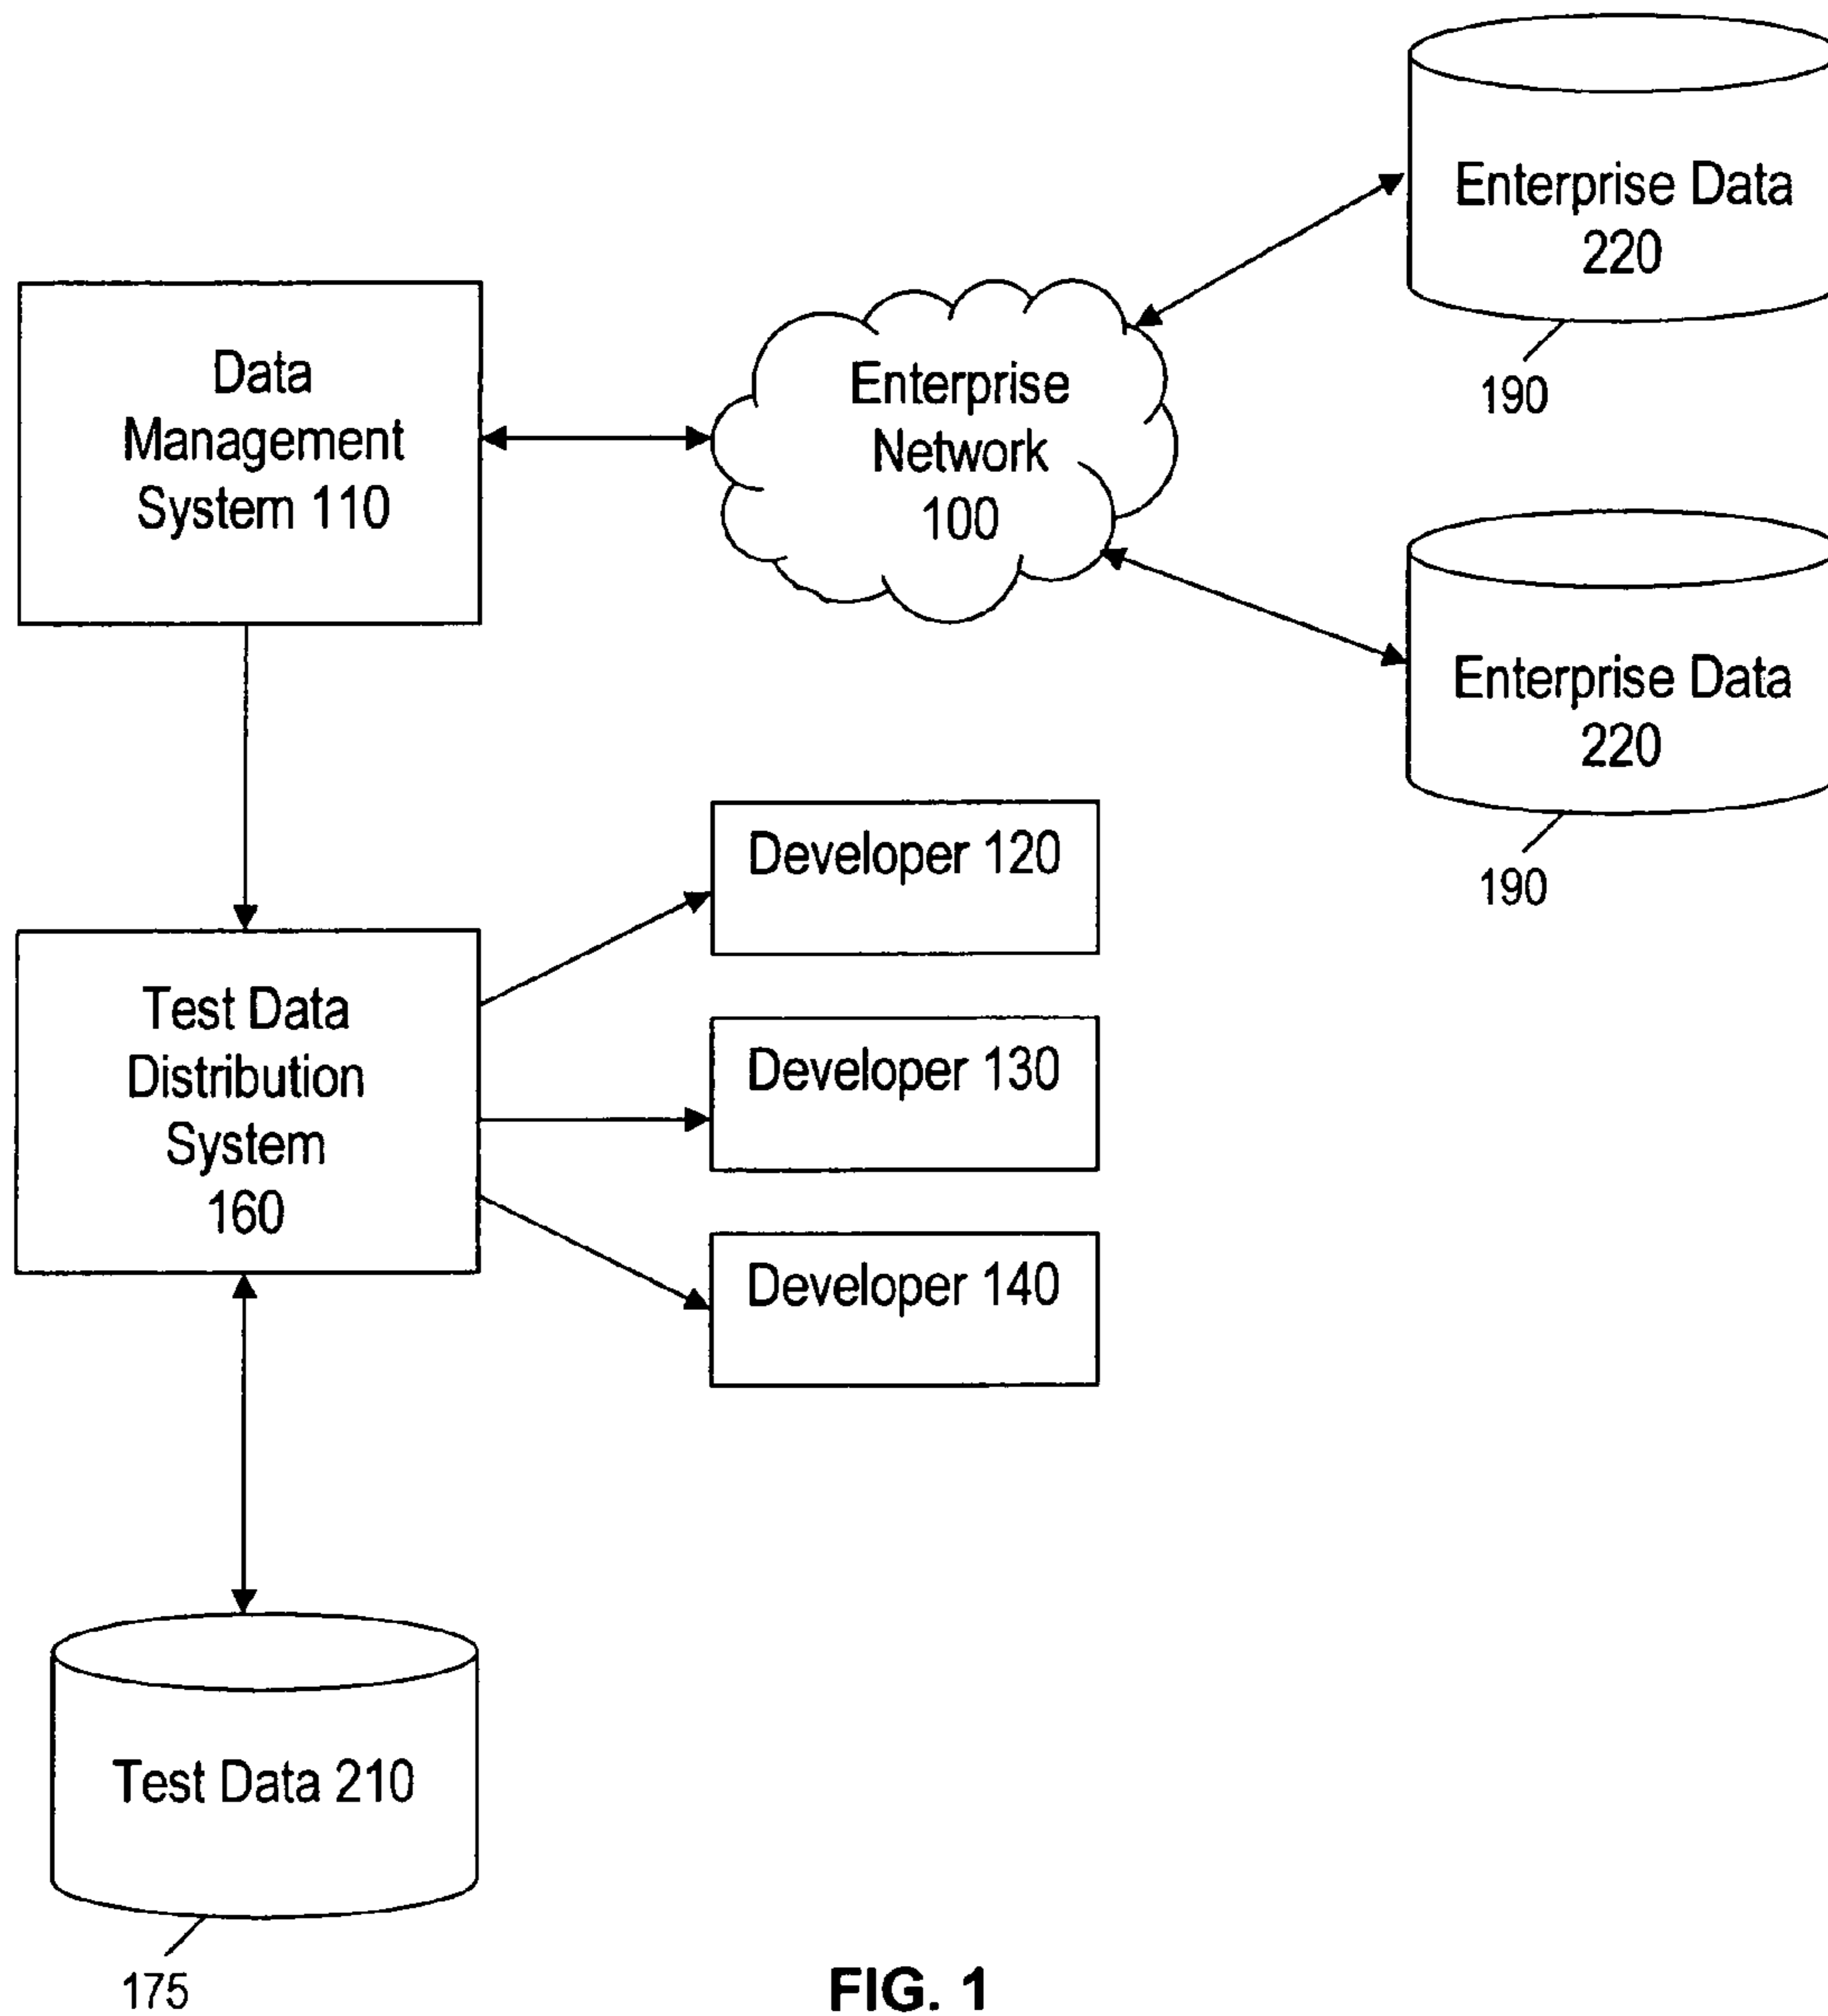 Enterprise Data
220
190
Data
Management
System 110
Enterprise
Network
100
Enterprise Data
220
190
Developer 120
Test Data
Distribution
System
160
Developer 130
Developer 140
Test Data 210
175
FIG. 1